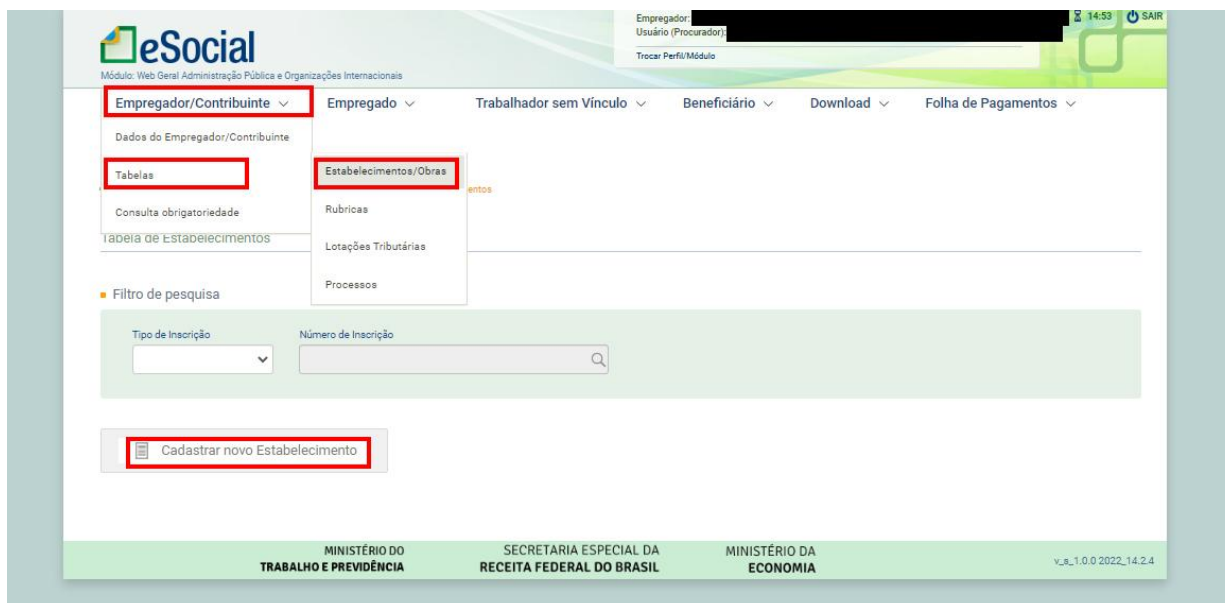 Empregador:
14:53 SAIR
Usuário (Procurador):
eSocial
Trocar Perfil/Módulo
Módulo: Web Geral Administração Pública e Organizações Internacionais
Empregador/Contribuinte Empregado Trabalhador sem Vínculo Beneficiário Download Folha de Pagamentos
Dados do Empregador/Contribuinte
Tabelas
Estabelecimentos/Obras
entos
Consulta obrigatoriedade
Rubricas
Tabela de Estabelecimentos
Lotações Tributárias
Processos
Filtro de pesquisa
Tipo de Inscrição Número de Inscrição
Cadastrar novo Estabelecimento
MINISTÉRIO DO
TRABALHO E PREVIDÊNCIA
SECRETARIA ESPECIAL DA
RECEITA FEDERAL DO BRASIL
MINISTÉRIO DA
ECONOMIA
v_s_1.0.0 2022_14.2.4